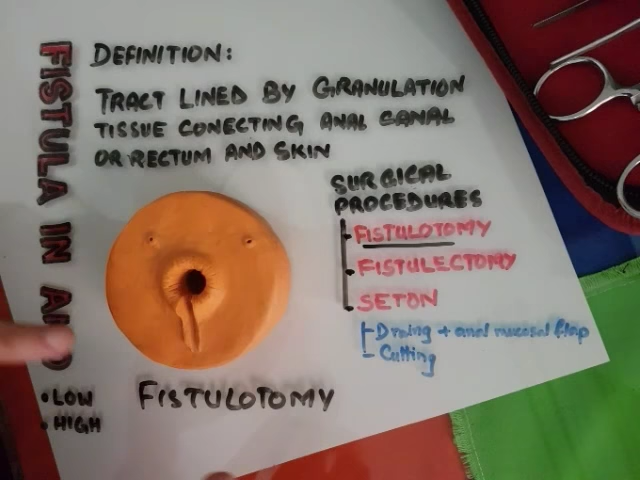 FISTULA IN ANO
DEFINITION:
TRACT LINED BY GRANULATION
TISSUE CONECTING ANAL CANAL
OR RECTUM AND SKIN
SURGICAL
PROCEDURES
FISTULOTOMY
FISTULECTOMY
SETON
Draing + anal mucosal flap
Cutting
• LOW
• HIGH
FISTULOTOMY